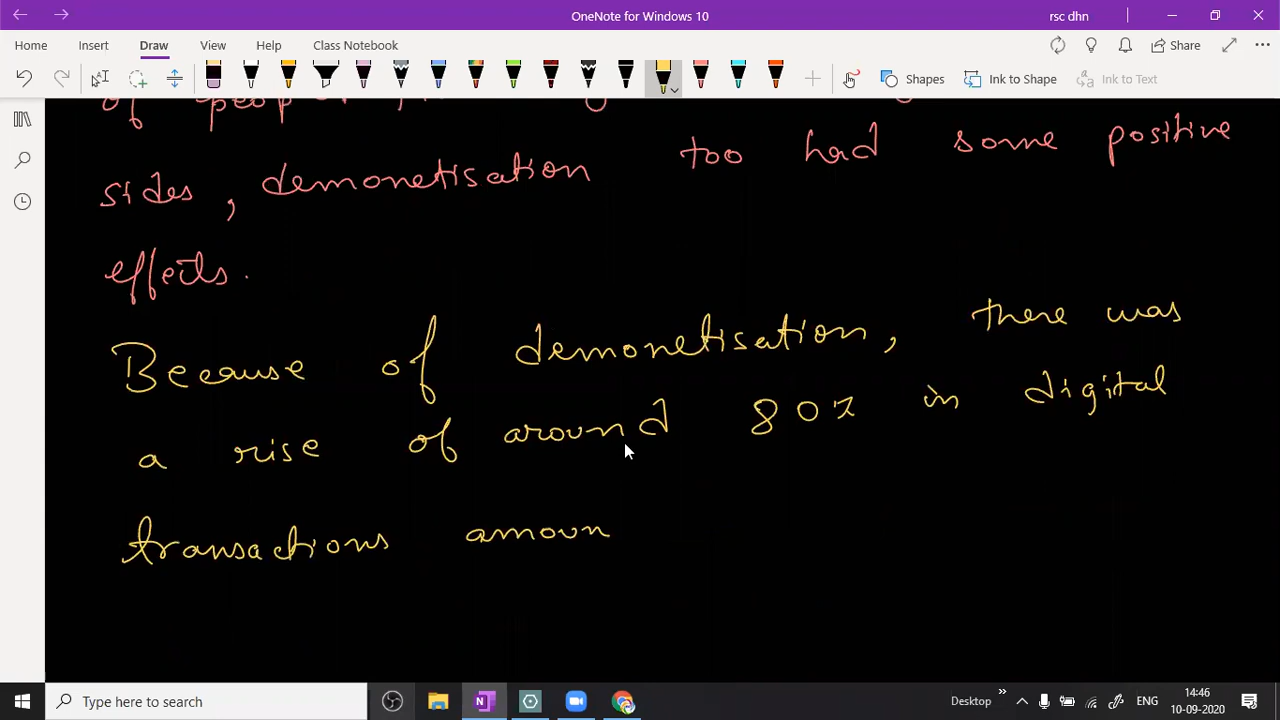 OneNote for Windows 10
rsc dhn
Home Insert Draw View Help Class Notebook
Share
Shapes Ink to Shape Ink to Text
of
sides, demonetisation too had some positive
effects.
Because of demonetisation, there was
a rise of around 80% in digital
transactions amoun
Type here to search
Desktop
ENG
14:46
10-09-2020